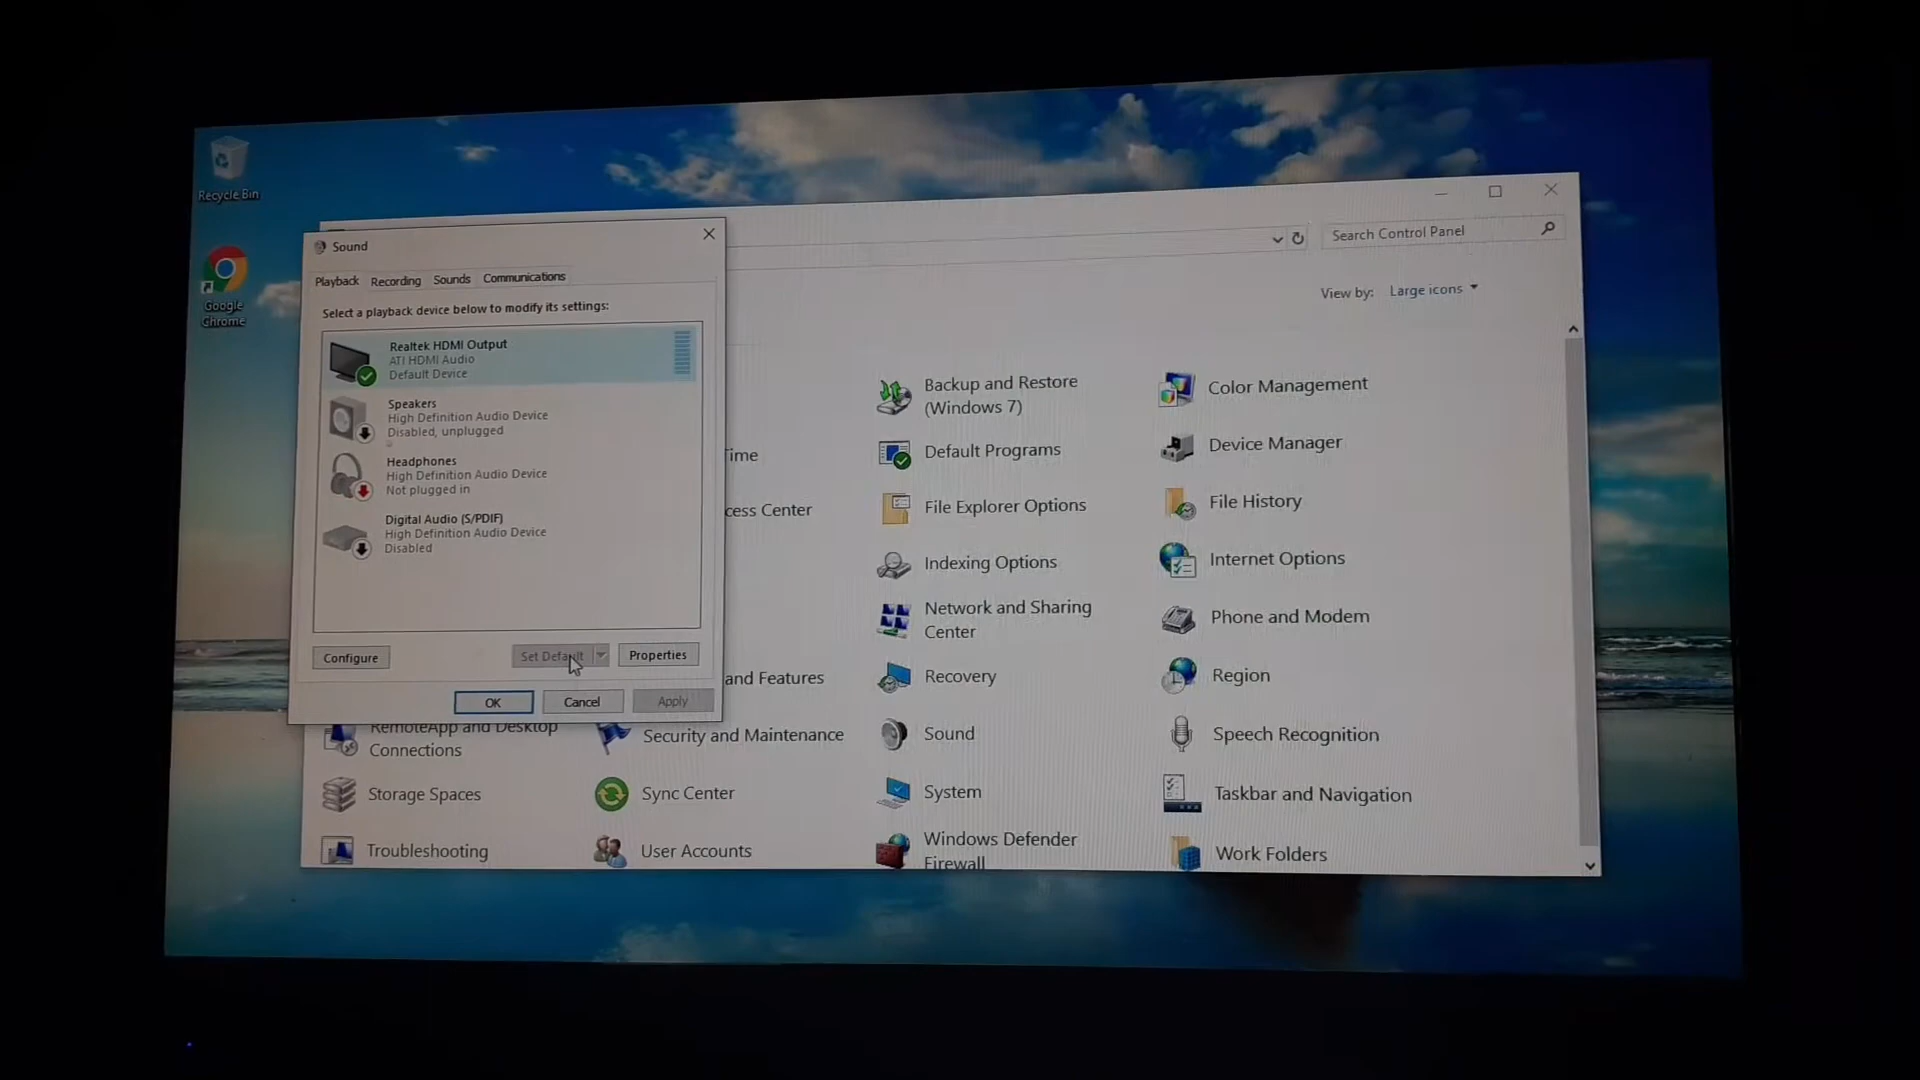 Recycle Bin
Google
Chrome
Sound
Playback
Recording
Sounds
Communications
Select a playback device below to modify its settings:
Realtek HDMI Output
ATI HDMI Audio
Default Device
Speakers
High Definition Audio Device
Disabled, unplugged
Headphones
High Definition Audio Device
Not plugged in
Digital Audio (S/PDIF)
High Definition Audio Device
Disabled
Configure
Set Default
Properties
OK
Cancel
Apply
Search Control Panel
View by:
Large icons
Backup and Restore
(Windows 7)
Color Management
Time
Default Programs
Device Manager
cess Center
File Explorer Options
File History
Indexing Options
Internet Options
Network and Sharing
Center
Phone and Modem
and Features
Recovery
Region
RemoteApp and Desktop
Connections
Security and Maintenance
Sound
Speech Recognition
Storage Spaces
Sync Center
System
Taskbar and Navigation
Troubleshooting
User Accounts
Windows Defender
Firewall
Work Folders